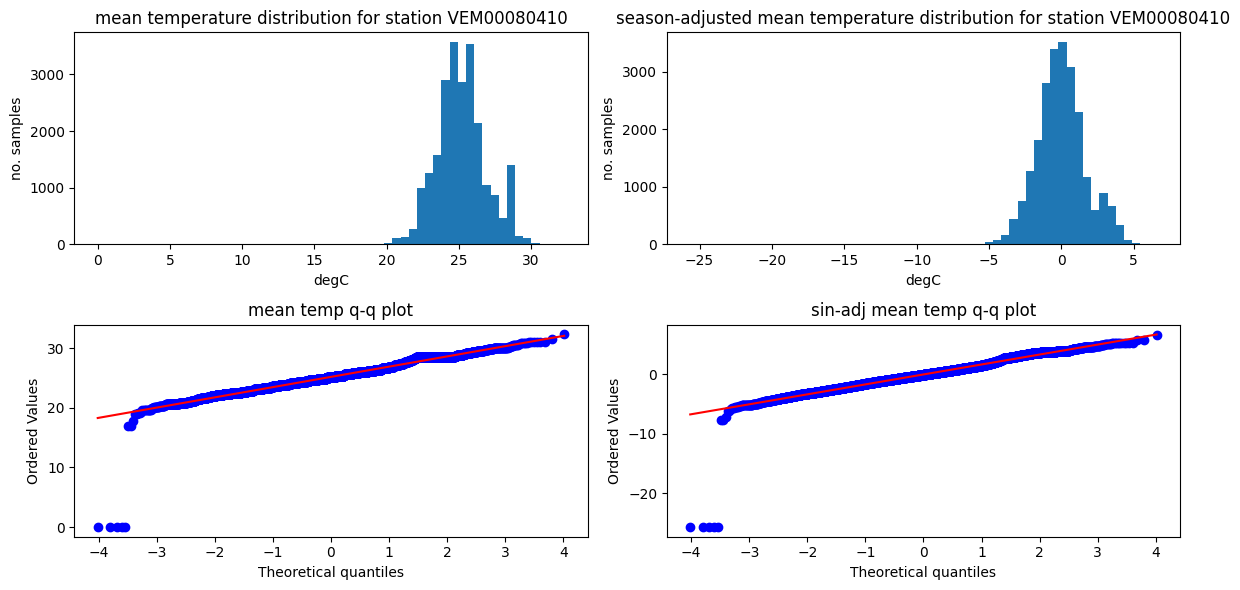 mean temperature distribution for station VEM00080410
3000
2000
1000
0
no. samples
0 5 10 15 20 25 30
degC
season-adjusted mean temperature distribution for station VEM00080410
3000
2000
1000
0
no. samples
−25 −20 −15 −10 −5 0 5
degC
mean temp q-q plot
30
20
10
0
Ordered Values
−4 −3 −2 −1 0 1 2 3 4
Theoretical quantiles
sin-adj mean temp q-q plot
0
−10
−20
Ordered Values
−4 −3 −2 −1 0 1 2 3 4
Theoretical quantiles